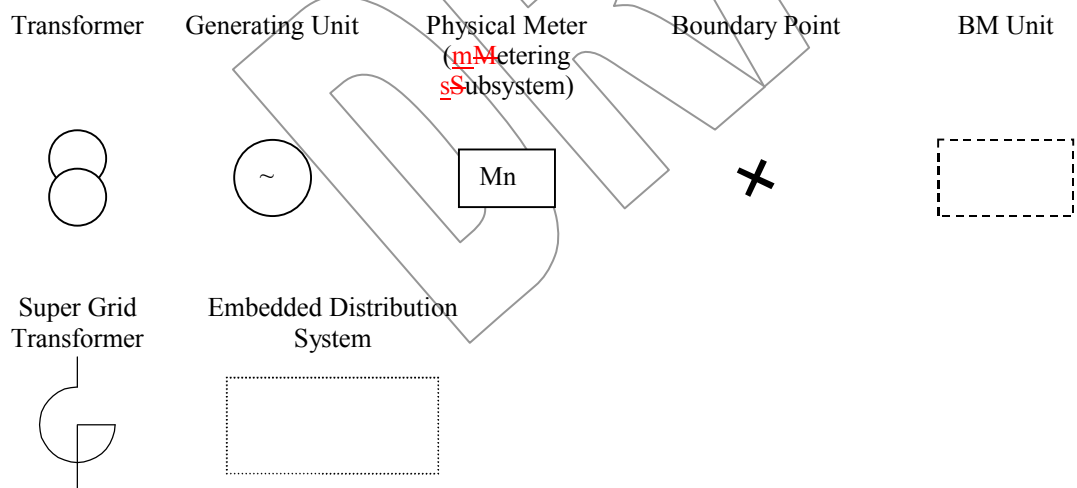 Transformer
Generating Unit
Physical Meter
(mMetering
sSubsystem)
Boundary Point
BM Unit
~
Mn
Super Grid
Transformer
Embedded Distribution
System